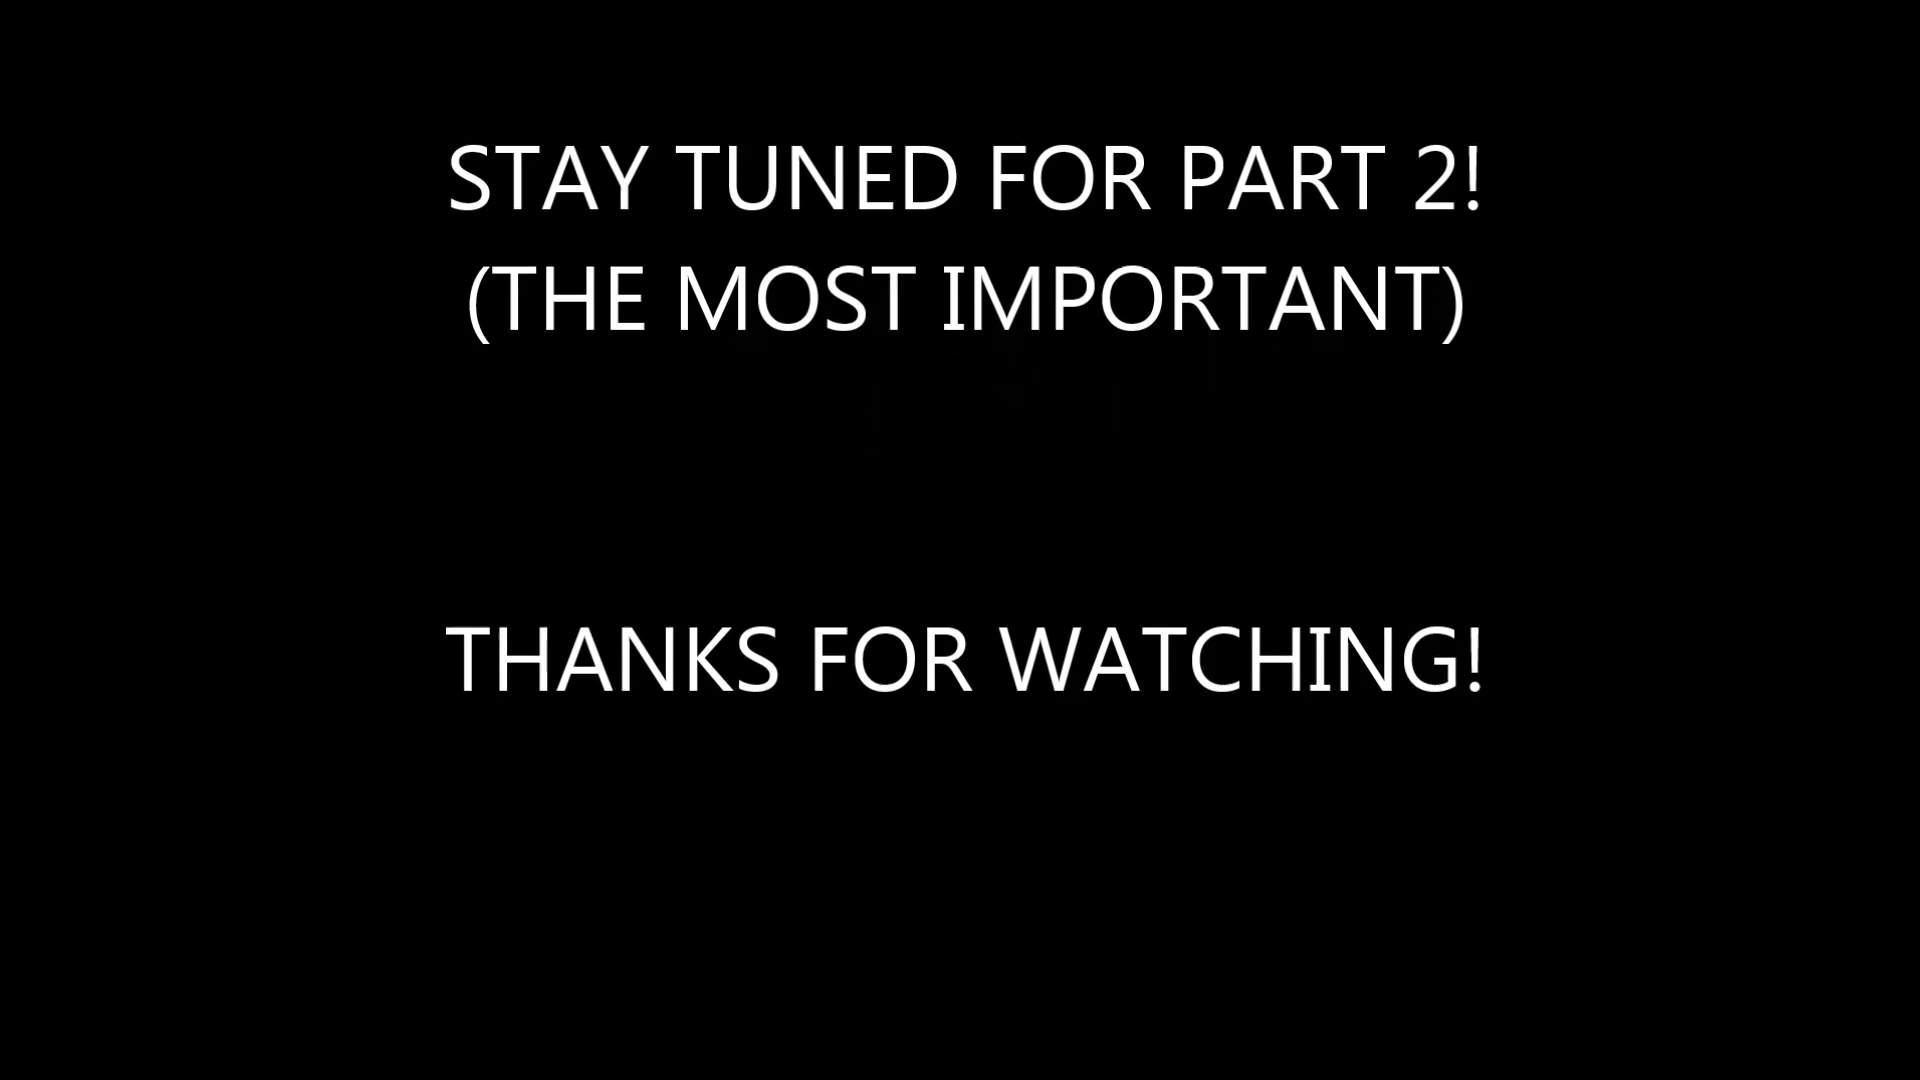 STAY TUNED FOR PART 2!
(THE MOST IMPORTANT)
THANKS FOR WATCHING!